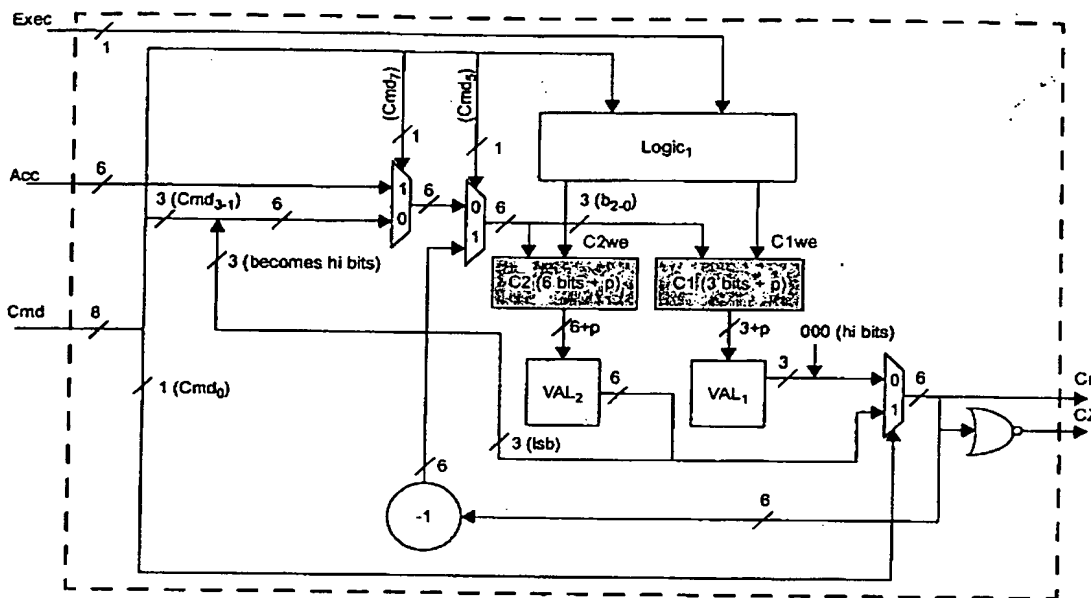 Exec
1
(Cmd7)
(Cmd5)
1
1
Logic1
Acc
6
3 (Cmd3-1)
6
1
0
6
0
1
6
3 (b2-0)
C2we
C1we
3 (becomes hi bits)
C2 (6 bits + p)
C1 (3 bits + p)
Cmd
8
6+p
3+p
000 (hi bits)
1 (Cmd0)
VAL2
6
VAL1
3
0
1
6
C2
3 (lsb)
6
-1
6